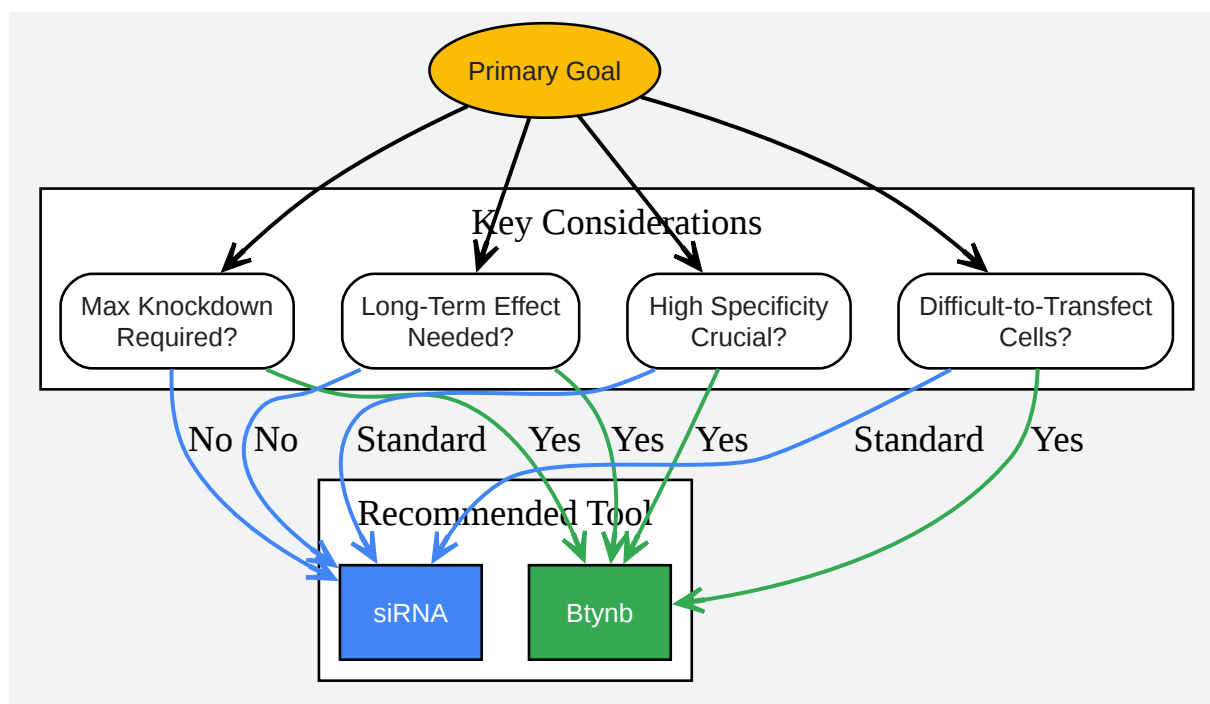 Primary Goal
Key Considerations
Max Knockdown
Required?
Long-Term Effect
Needed?
High Specificity
Crucial?
Difficult-to-Transfect
Cells?
No
No
Standard
Yes
Yes
Yes
Standard
Yes
Recommended Tool
siRNA
Btynb